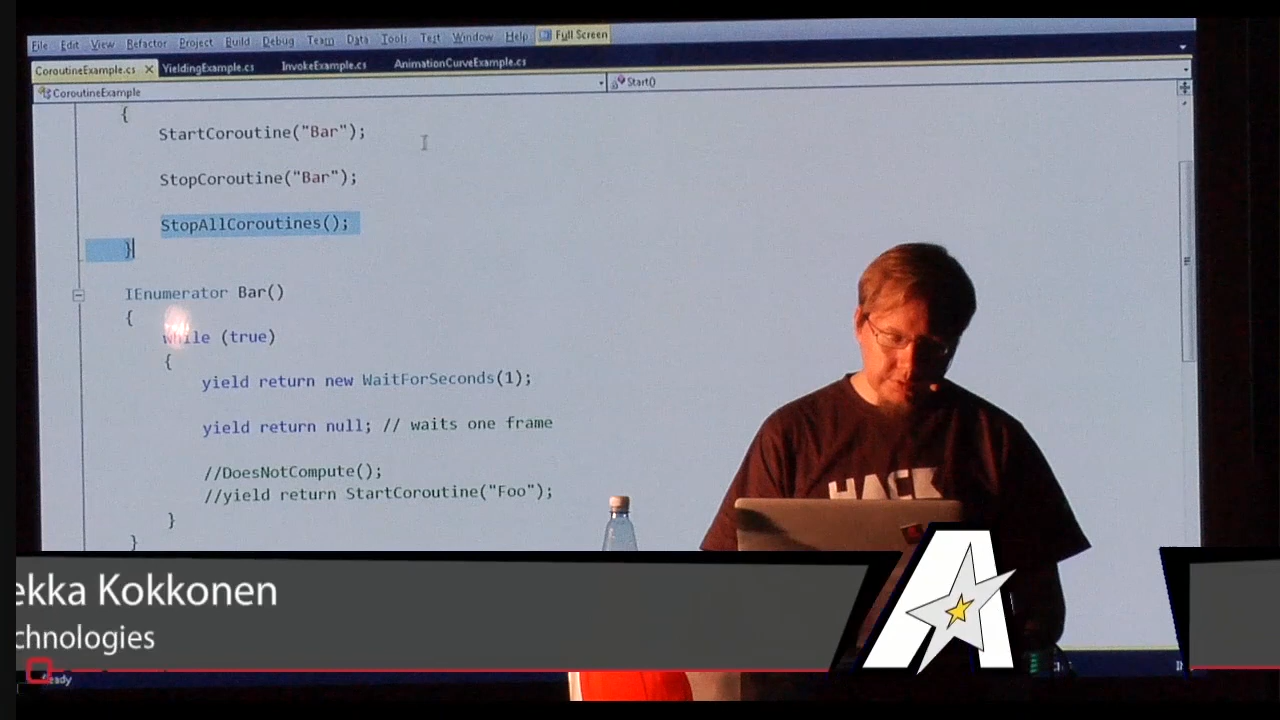 File Edit View Refactor Project Build Debug Team Data Tools Test Window Help Full Screen
CoroutineExample.cs YieldingExample.cs InvokeExample.cs AnimationCurveExample.cs
CoroutineExample Start()
{
StartCoroutine("Bar");
StopCoroutine("Bar");
StopAllCoroutines();
}
IEnumerator Bar()
{
while (true)
{
yield return new WaitForSeconds(1);
yield return null; // waits one frame
//DoesNotCompute();
//yield return StartCoroutine("Foo");
}
}
HACK
ekka Kokkonen
chnologies
A